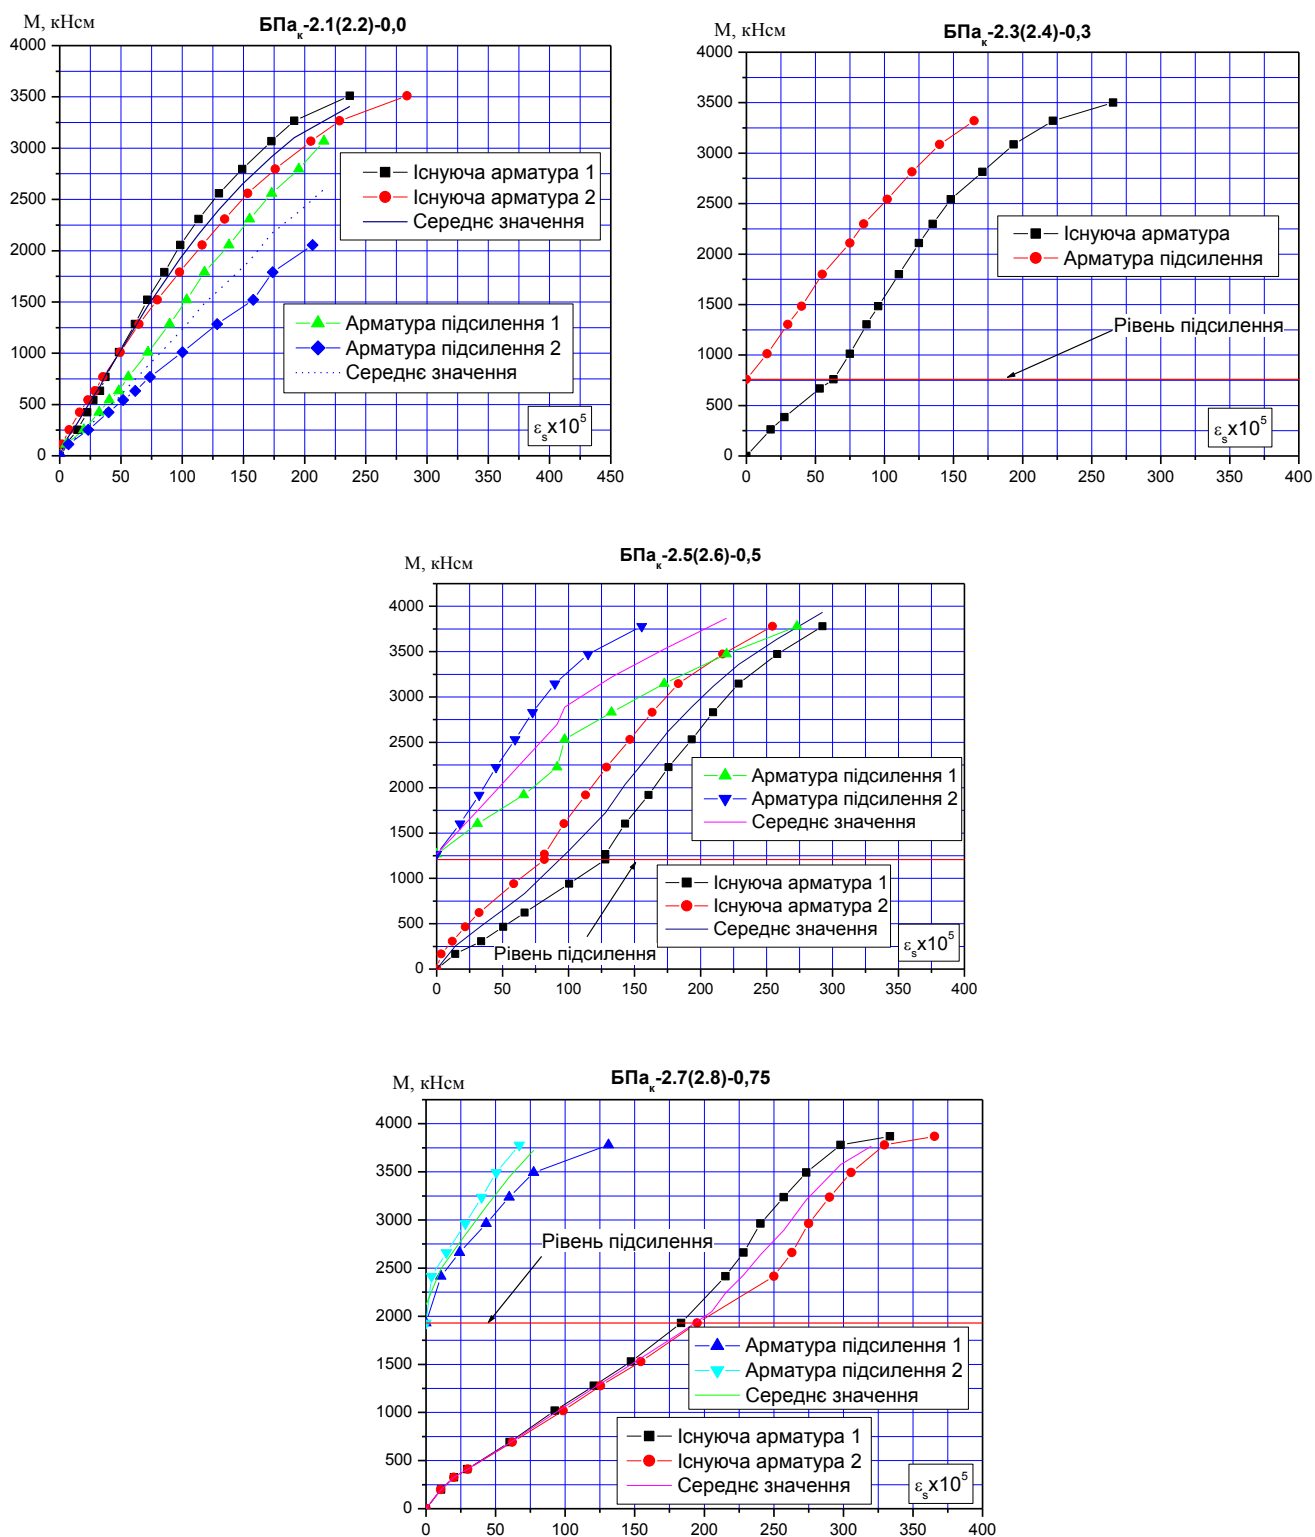 М, кНсм
БПак-2.1(2.2)-0,0
4000
3500
3000
2500
2000
1500
1000
500
0
0 50 100 150 200 250 300 350 400 450
Існуюча арматура 1
Існуюча арматура 2
Середнє значення
Арматура підсилення 1
Арматура підсилення 2
Середнє значення
εsx10⁵
М, кНсм
БПак-2.3(2.4)-0,3
4000
3500
3000
2500
2000
1500
1000
500
0
0 50 100 150 200 250 300 350 400
Існуюча арматура
Арматура підсилення
Рівень підсилення
εsx10⁵
М, кНсм
БПак-2.5(2.6)-0,5
4000
3500
3000
2500
2000
1500
1000
500
0
0 50 100 150 200 250 300 350 400
Арматура підсилення 1
Арматура підсилення 2
Середнє значення
Існуюча арматура 1
Існуюча арматура 2
Середнє значення
Рівень підсилення
εsx10⁵
М, кНсм
БПак-2.7(2.8)-0,75
4000
3500
3000
2500
2000
1500
1000
500
0
0 50 100 150 200 250 300 350 400
Рівень підсилення
Арматура підсилення 1
Арматура підсилення 2
Середнє значення
Існуюча арматура 1
Існуюча арматура 2
Середнє значення
εsx10⁵